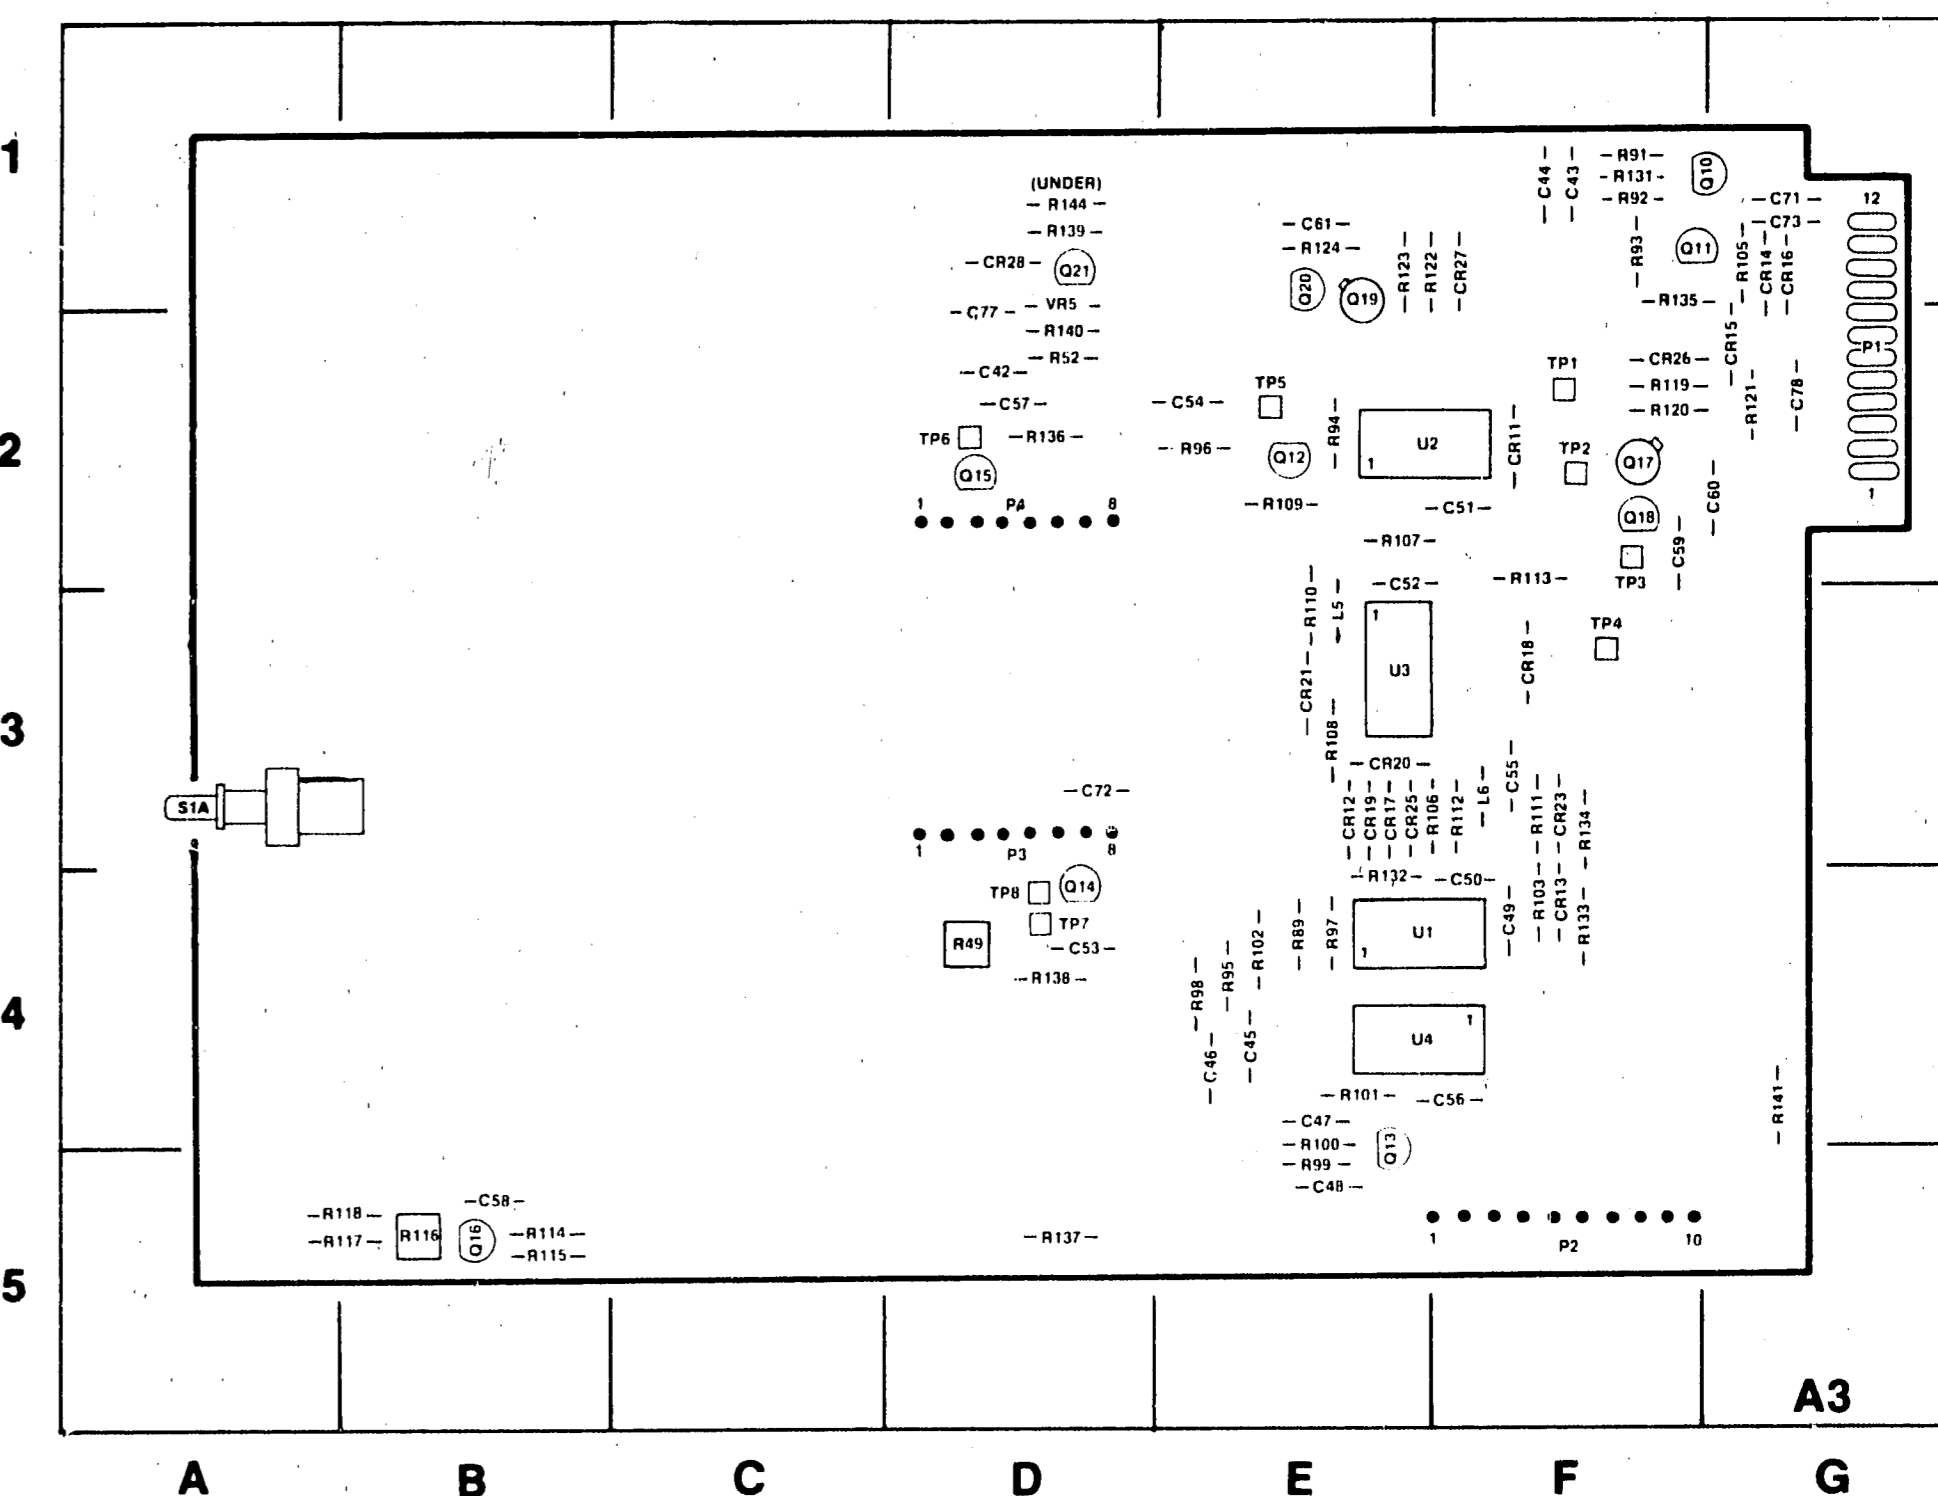 1
(UNDER)
R144
R139
CR28
Q21
C77
VR5
R140
R52
C42
C57
TP6
R136
Q15
1
P4
8
C61
R124
Q20
Q19
R123
R122
CR27
C44
C43
R91
R131
R92
Q10
R93
Q11
R105
CR14
CR16
C71
C73
12
R135
CR15
P1
TP1
CR26
R119
R120
R121
C78
2
C54
TP5
R94
U2
1
CR11
R96
Q12
TP2
Q17
R109
C51
Q18
C60
1
R107
C59
TP3
C52
R113
R110
L5
1
TP4
U3
CR18
CR21
3
R108
CR20
C55
S1A
C72
CR12
CR19
CR17
CR25
R106
R112
L6
R111
CR23
R134
1
P3
8
R132
C50
TP8
Q14
TP7
R49
C53
R138
R102
R89
R97
U1
1
C49
R103
CR13
R133
R98
R95
4
C46
C45
1
U4
R101
C56
R141
C47
R100
Q13
R99
C48
C58
R118
R116
Q16
R114
R117
R115
R137
1
P2
10
5
A3
A B C D E F G